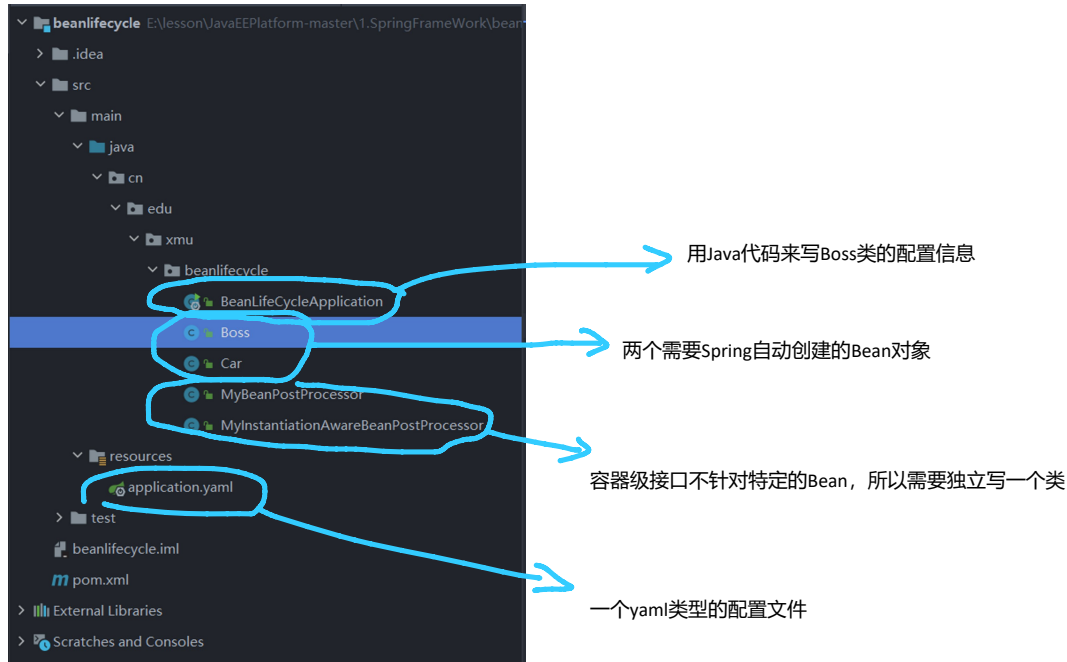 beanlifecycle E:\lesson\JavaEEPlatform-master\1.SpringFrameWork\bean
.idea
src
main
java
cn
edu
xmu
beanlifecycle
BeanLifeCycleApplication
Boss
Car
MyBeanPostProcessor
MyInstantiationAwareBeanPostProcessor
resources
application.yaml
test
beanlifecycle.iml
pom.xml
External Libraries
Scratches and Consoles
用Java代码来写Boss类的配置信息
两个需要Spring自动创建的Bean对象
容器级接口不针对特定的Bean，所以需要独立写一个类
一个yaml类型的配置文件